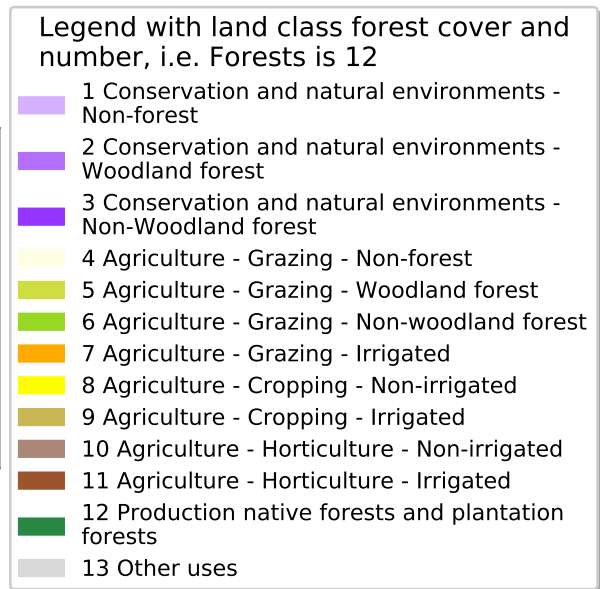 Legend with land class forest cover and
number, i.e. Forests is 12
1 Conservation and natural environments -
Non-forest
2 Conservation and natural environments -
Woodland forest
3 Conservation and natural environments -
Non-Woodland forest
4 Agriculture - Grazing - Non-forest
5 Agriculture - Grazing - Woodland forest
6 Agriculture - Grazing - Non-woodland forest
7 Agriculture - Grazing - Irrigated
8 Agriculture - Cropping - Non-irrigated
9 Agriculture - Cropping - Irrigated
10 Agriculture - Horticulture - Non-irrigated
11 Agriculture - Horticulture - Irrigated
12 Production native forests and plantation
forests
13 Other uses